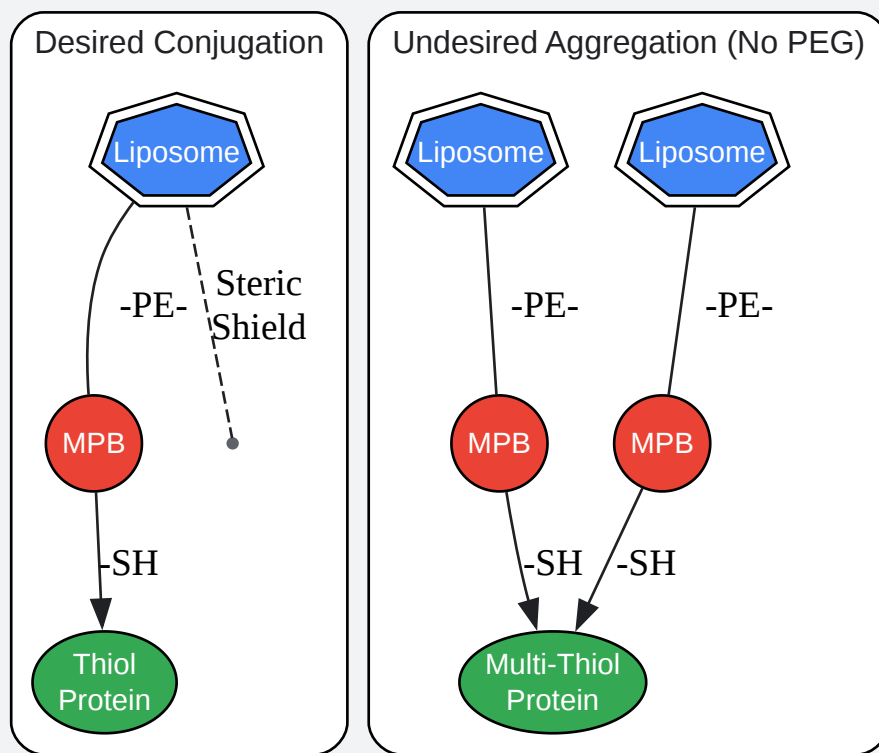 Desired Conjugation
Liposome
-PE-
Steric
Shield
MPB
-SH
Thiol
Protein
Undesired Aggregation (No PEG)
Liposome
Liposome
-PE-
-PE-
MPB
MPB
-SH
-SH
Multi-Thiol
Protein